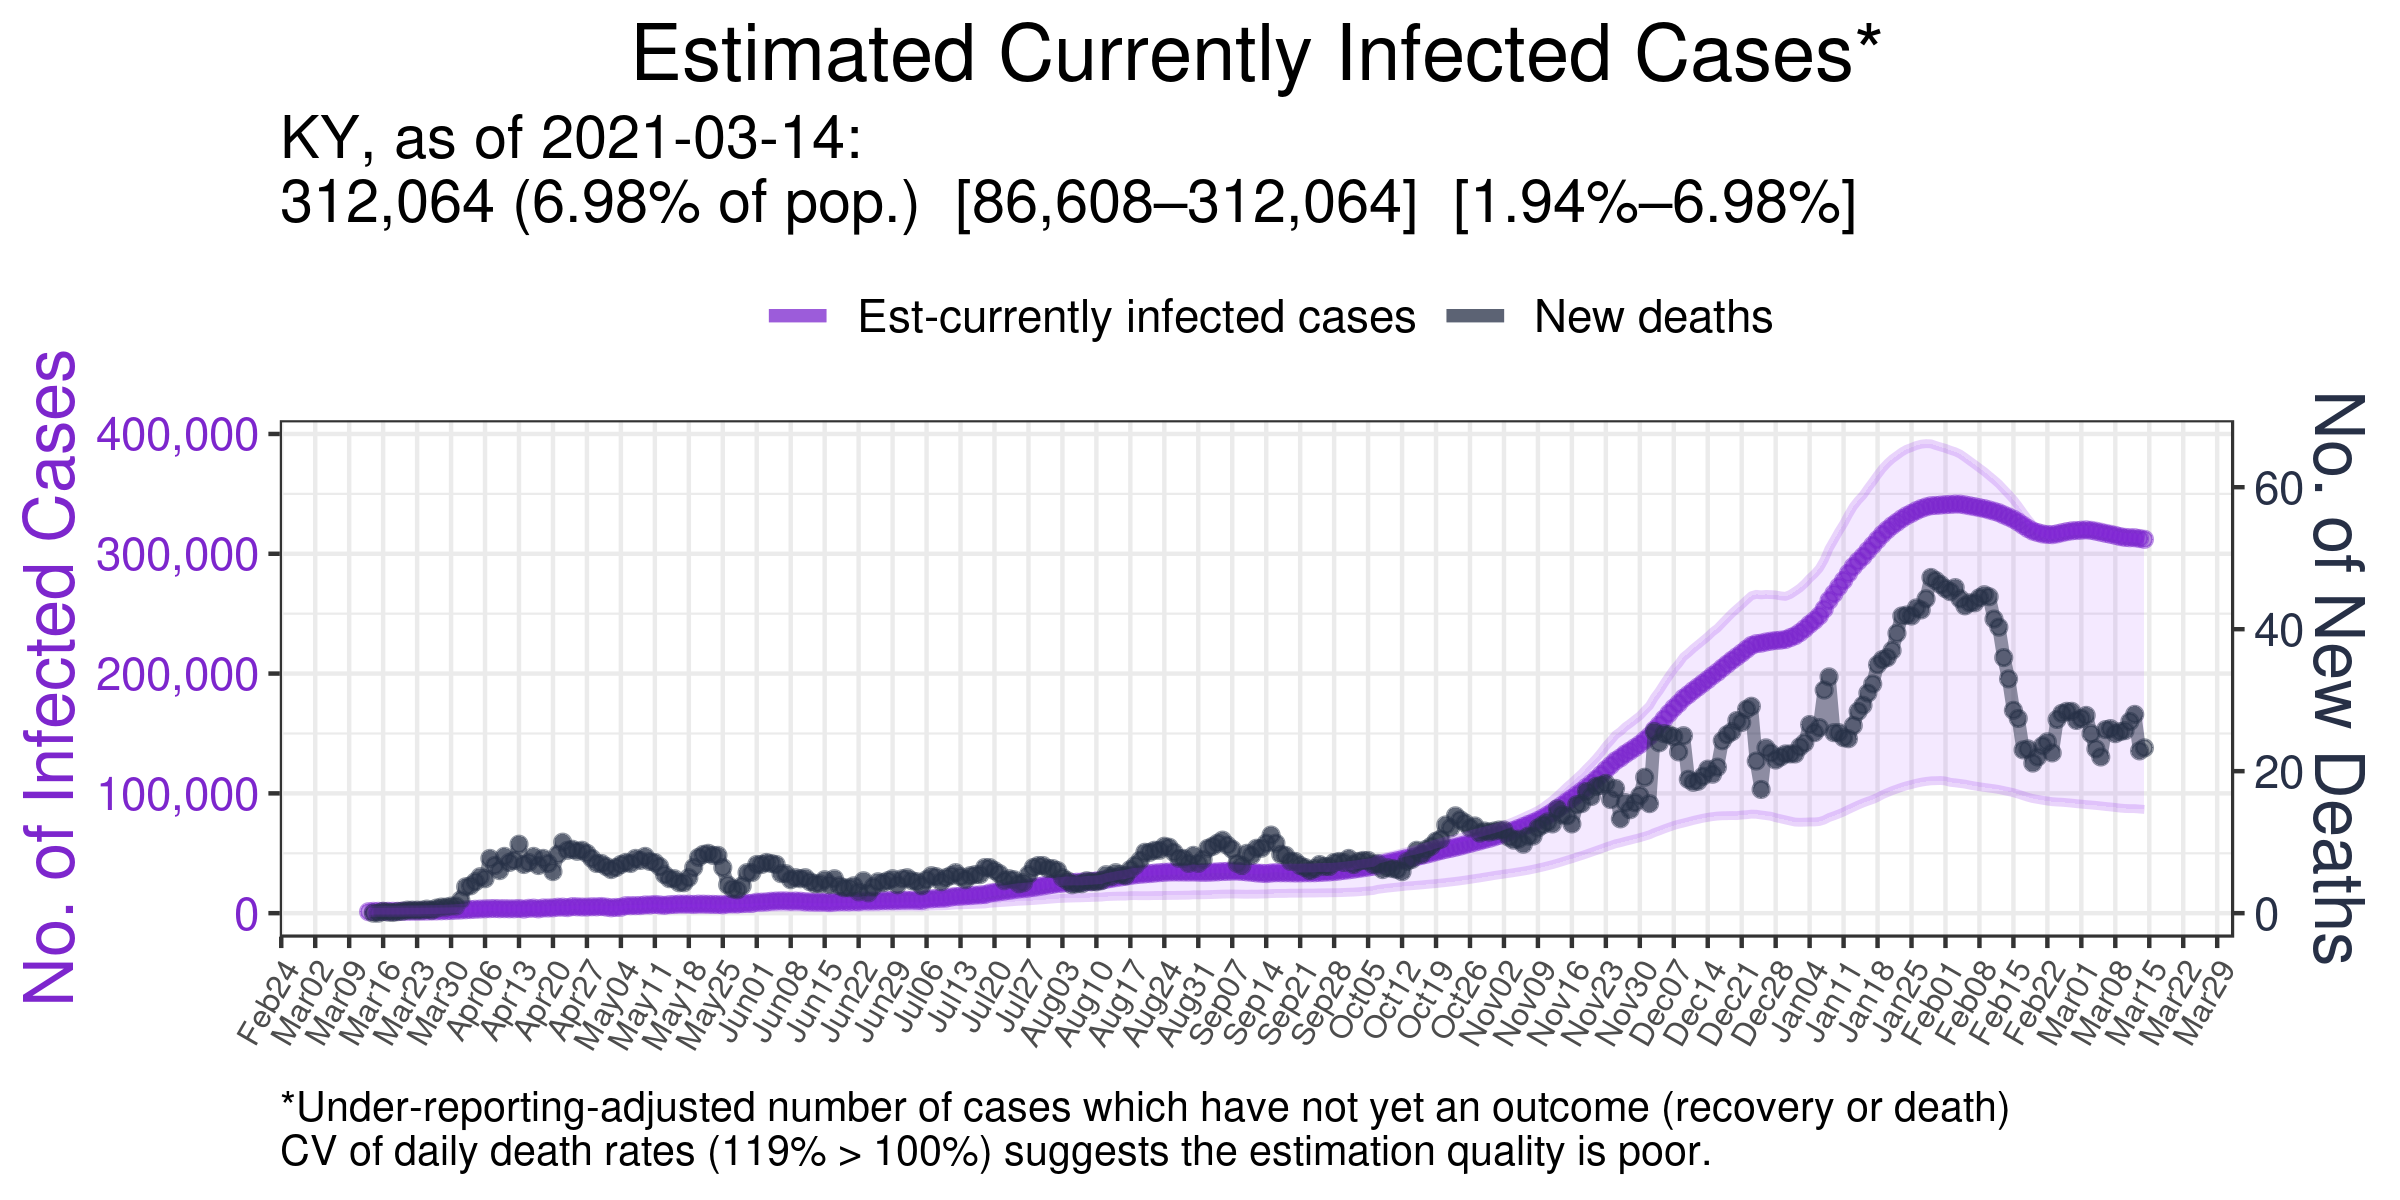 Estimated Currently Infected Cases*
KY, as of 2021-03-14:
312,064 (6.98% of pop.) [86,608–312,064] [1.94%–6.98%]
Est-currently infected cases
New deaths
No. of Infected Cases
400,000
300,000
200,000
100,000
0
60
40
20
0
No. of New Deaths
Feb24
Mar02
Mar09
Mar16
Mar23
Mar30
Apr06
Apr13
Apr20
Apr27
May04
May11
May18
May25
Jun01
Jun08
Jun15
Jun22
Jun29
Jul06
Jul13
Jul20
Jul27
Aug03
Aug10
Aug17
Aug24
Aug31
Sep07
Sep14
Sep21
Sep28
Oct05
Oct12
Oct19
Oct26
Nov02
Nov09
Nov16
Nov23
Nov30
Dec07
Dec14
Dec21
Dec28
Jan04
Jan11
Jan18
Jan25
Feb01
Feb08
Feb15
Feb22
Mar01
Mar08
Mar15
Mar22
Mar29
*Under-reporting-adjusted number of cases which have not yet an outcome (recovery or death)
CV of daily death rates (119% > 100%) suggests the estimation quality is poor.